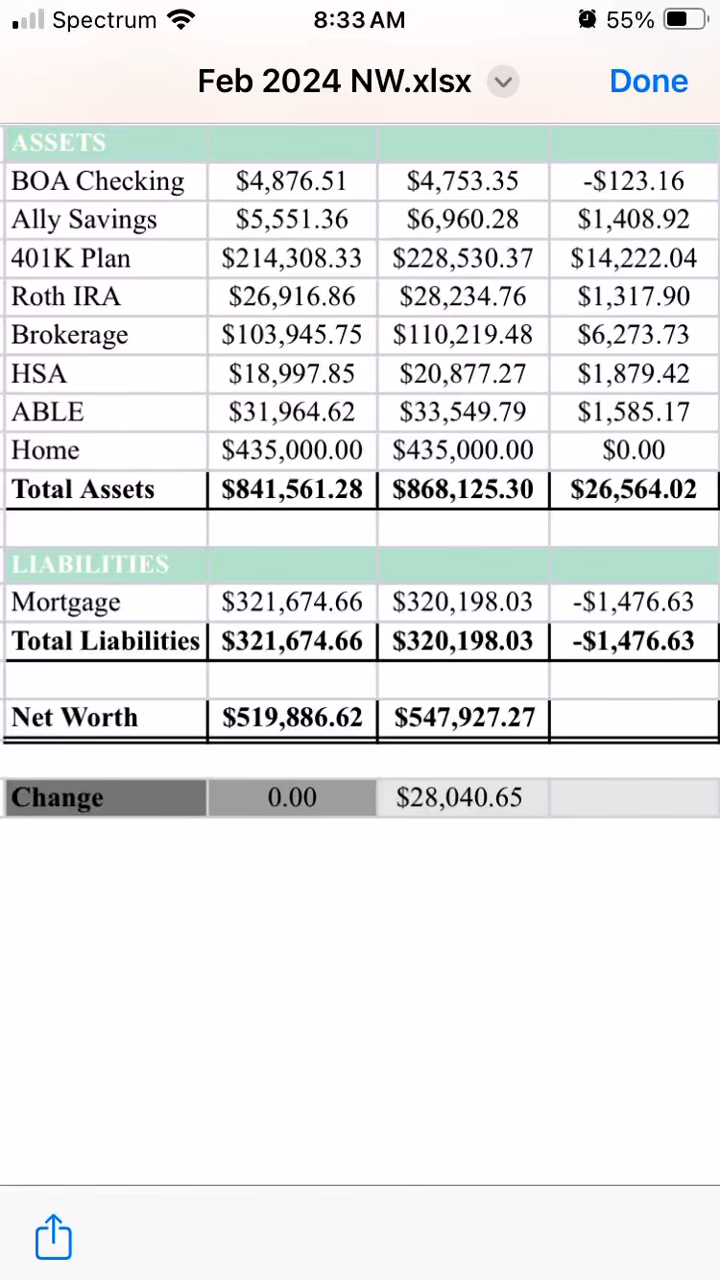 Spectrum 8:33 AM 55%
Feb 2024 NW.xlsx Done
ASSETS
BOA Checking $4,876.51 $4,753.35 -$123.16
Ally Savings $5,551.36 $6,960.28 $1,408.92
401K Plan $214,308.33 $228,530.37 $14,222.04
Roth IRA $26,916.86 $28,234.76 $1,317.90
Brokerage $103,945.75 $110,219.48 $6,273.73
HSA $18,997.85 $20,877.27 $1,879.42
ABLE $31,964.62 $33,549.79 $1,585.17
Home $435,000.00 $435,000.00 $0.00
Total Assets $841,561.28 $868,125.30 $26,564.02
LIABILITIES
Mortgage $321,674.66 $320,198.03 -$1,476.63
Total Liabilities $321,674.66 $320,198.03 -$1,476.63
Net Worth $519,886.62 $547,927.27
Change 0.00 $28,040.65